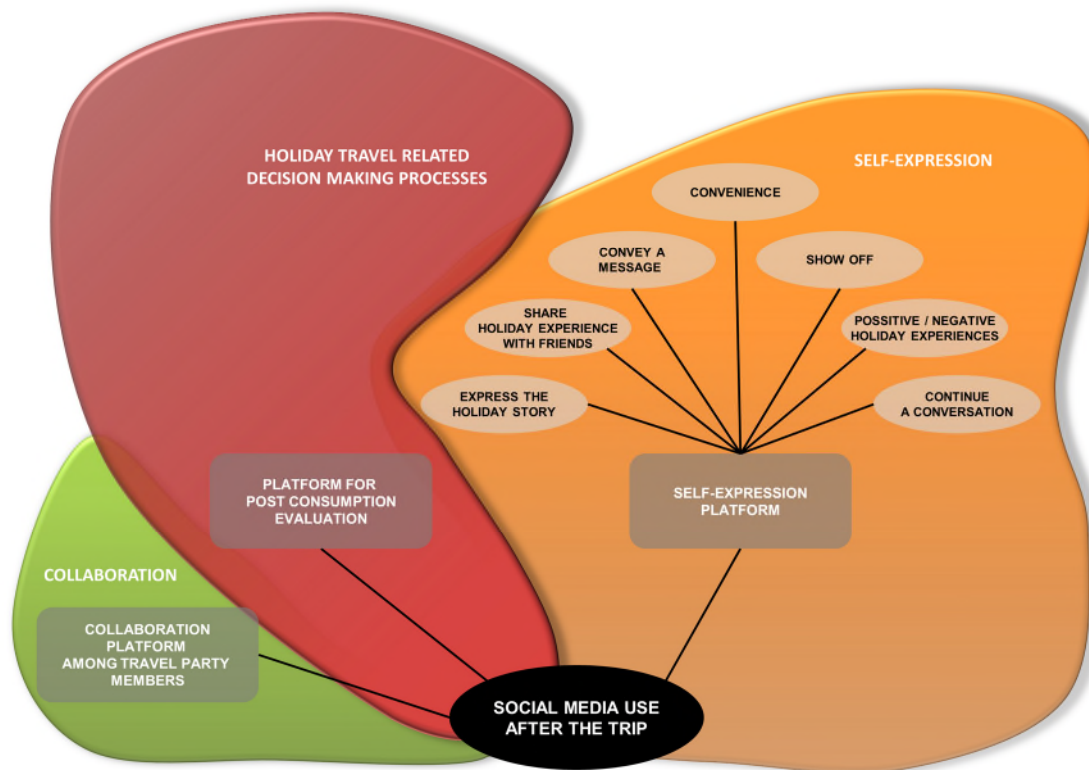 HOLIDAY TRAVEL RELATED
DECISION MAKING PROCESSES
SELF-EXPRESSION
CONVENIENCE
CONVEY A
MESSAGE
SHOW OFF
SHARE
HOLIDAY EXPERIENCE
WITH FRIENDS
POSSITIVE / NEGATIVE
HOLIDAY EXPERIENCES
EXPRESS THE
HOLIDAY STORY
CONTINUE
A CONVERSATION
PLATFORM FOR
POST CONSUMPTION
EVALUATION
SELF-EXPRESSION
PLATFORM
COLLABORATION
COLLABORATION
PLATFORM
AMONG TRAVEL PARTY
MEMBERS
SOCIAL MEDIA USE
AFTER THE TRIP